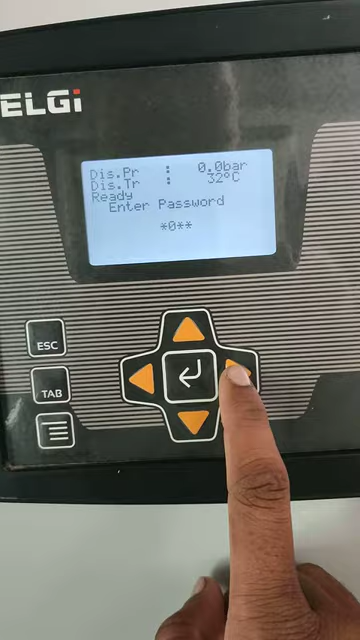 ELGi
Dis.Pr : 0.0bar
Dis.Tr : 32°C
Ready
Enter Password
*0**
ESC
TAB